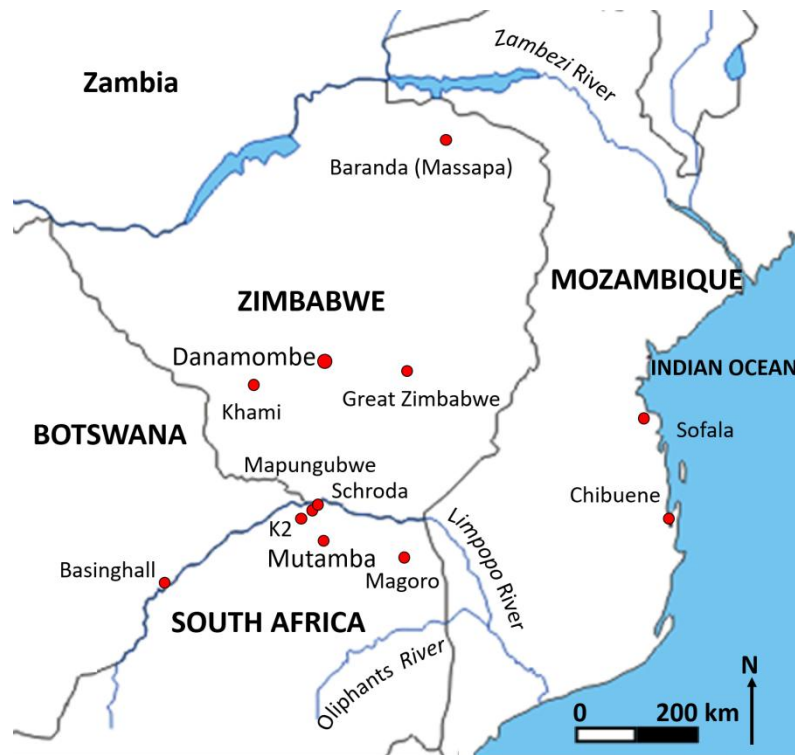 Zambia
Zambezi River
Baranda (Massapa)
MOZAMBIQUE
ZIMBABWE
Danamombe
INDIAN OCEAN
Great Zimbabwe
Khami
Sofala
BOTSWANA
Mapungubwe
Schroda
Chibuene
K2
Limpopo River
Mutamba
Basinghall
Magoro
SOUTH AFRICA
Oliphants River
N
0 200 km